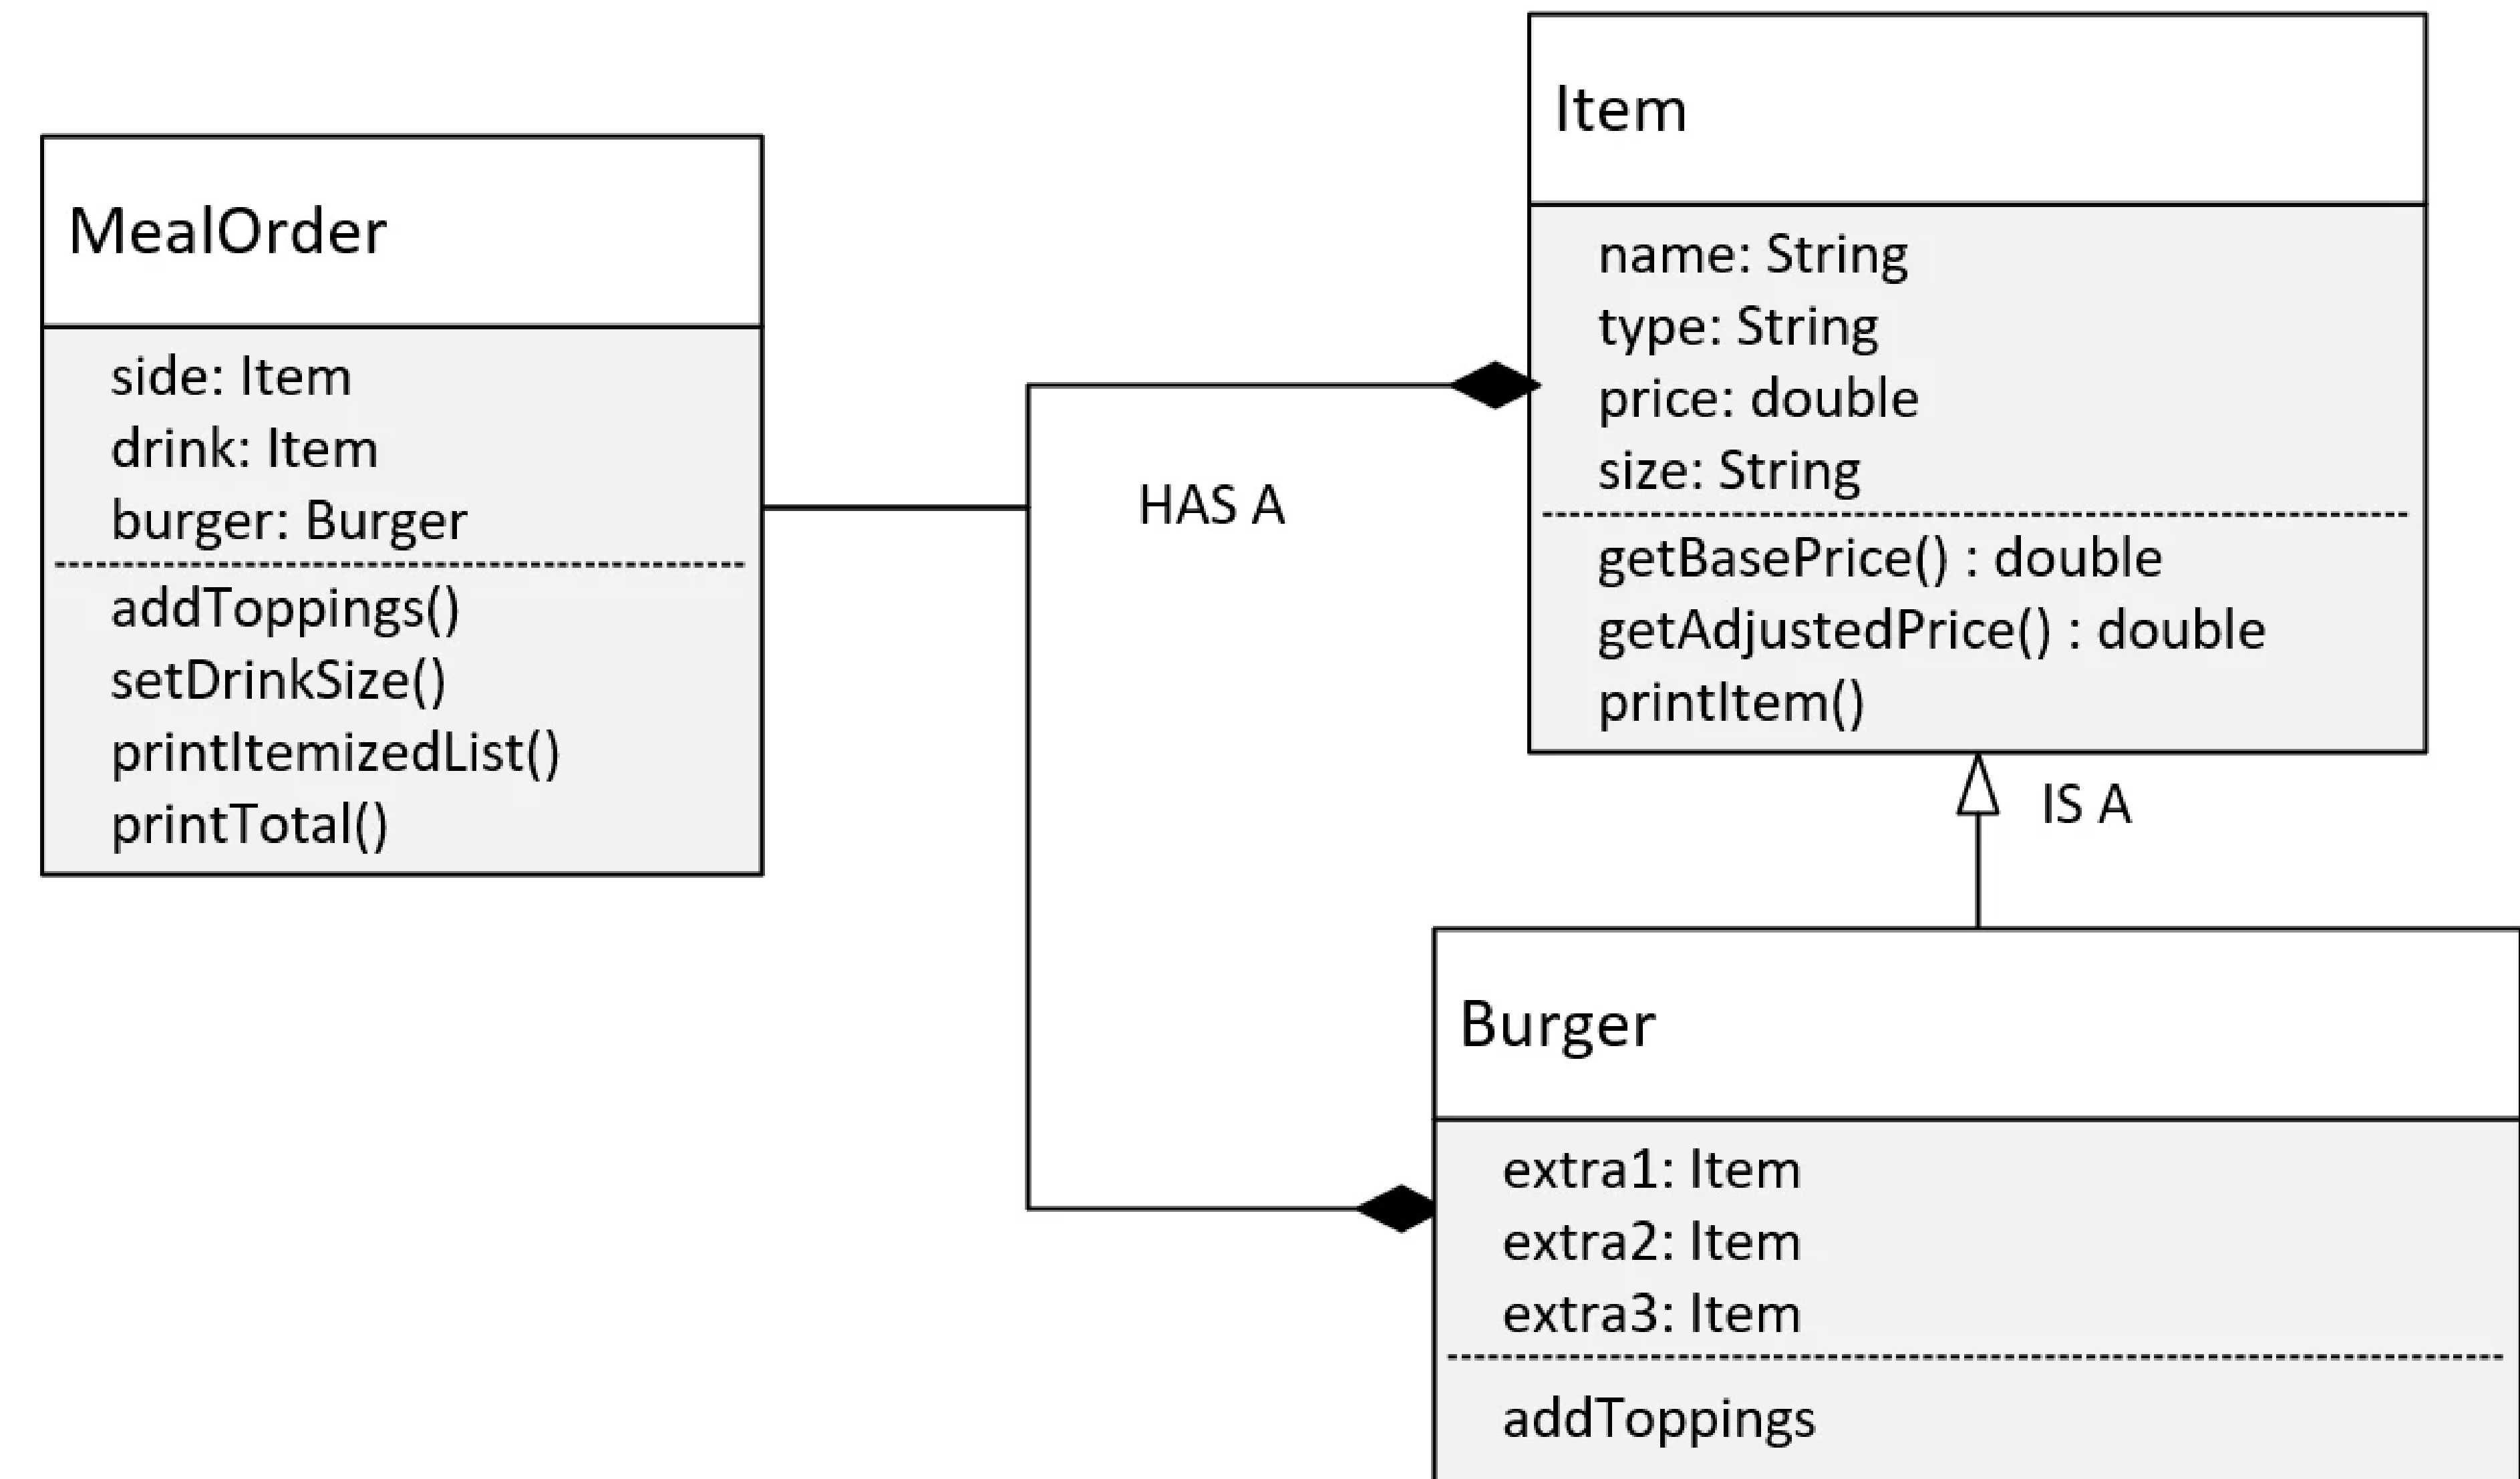 MealOrder
side: Item
drink: Item
burger: Burger
addToppings()
setDrinkSize()
printItemizedList()
printTotal()
HAS A
Item
name: String
type: String
price: double
size: String
getBasePrice() : double
getAdjustedPrice() : double
printItem()
IS A
Burger
extra1: Item
extra2: Item
extra3: Item
addToppings